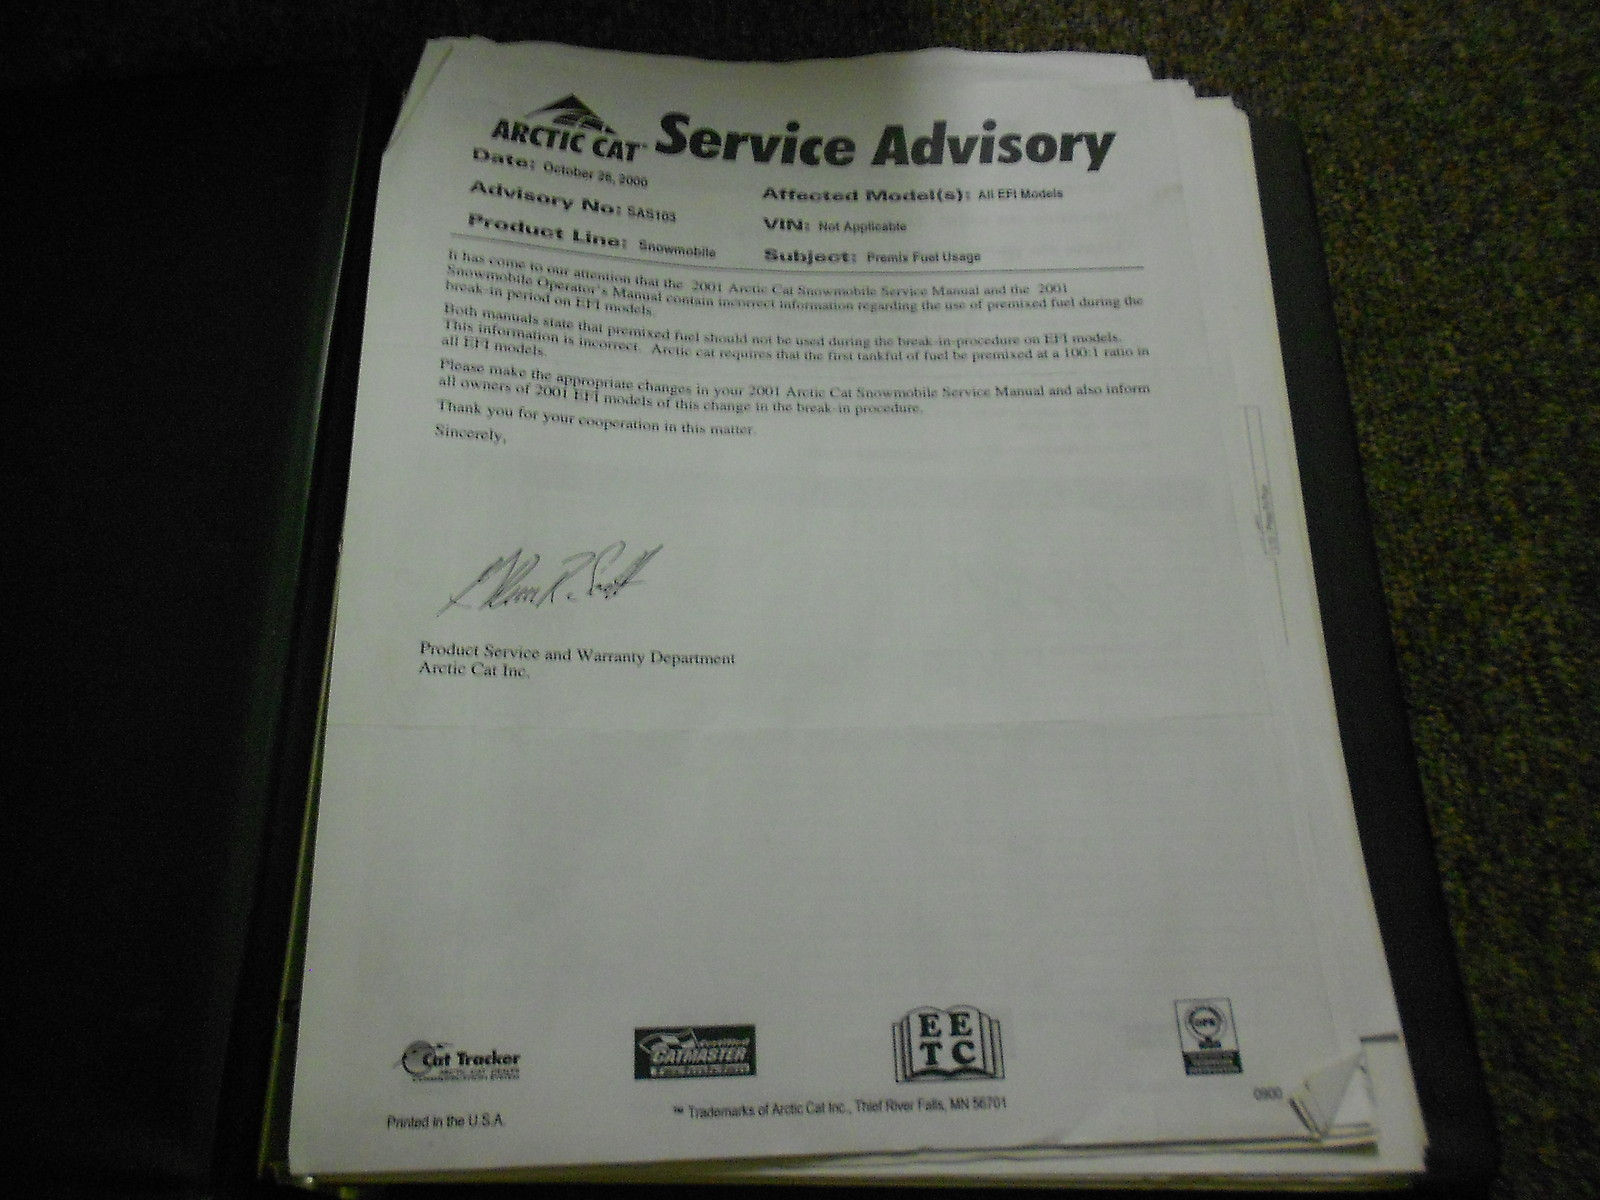 ARCTIC CAT Service Advisory
Date: October 26, 2000
Advisory No: SAS103
Product Line: Snowmobile
Affected Model(s): All EFI Models
VIN: Not Applicable
Subject: Premix Fuel Usage
It has come to our attention that the 2001 Arctic Cat Snowmobile Service Manual and the 2001
Snowmobile Operator's Manual contain incorrect information regarding the use of premixed fuel during the
break-in period on EFI models.
Both manuals state that premixed fuel should not be used during the break-in-procedure on EFI models.
This information is incorrect. Arctic cat requires that the first tankful of fuel be premixed at a 100:1 ratio in
all EFI models.
Please make the appropriate changes in your 2001 Arctic Cat Snowmobile Service Manual and also inform
all owners of 2001 EFI models of this change in the break-in procedure.
Thank you for your cooperation in this matter.
Sincerely,
R. Scott
Product Service and Warranty Department
Arctic Cat Inc.
Cat Tracker
Certified
CATMASTER
Technician
E E
T C
OPE
Printed in the U.S.A.
™ Trademarks of Arctic Cat Inc., Thief River Falls, MN 56701
0900